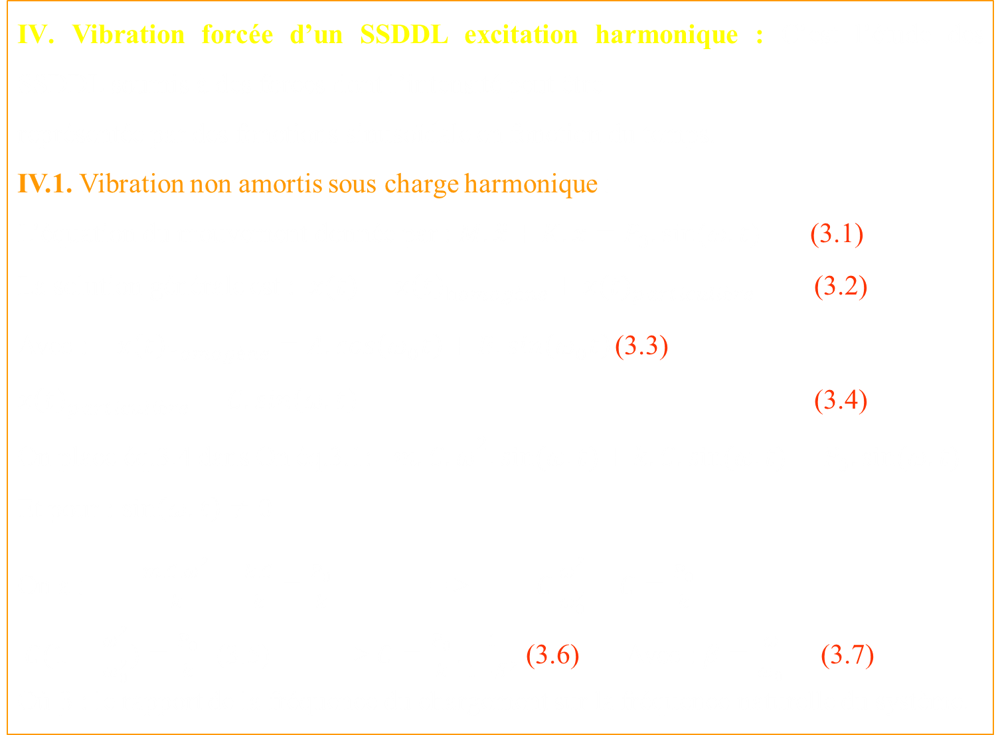 IV. Vibration forcée d’un SSDDL excitation harmonique :
IV.1. Vibration non amortis sous charge harmonique
(3.1)
(3.2)
(3.3)
(3.4)
(3.6) (3.7)